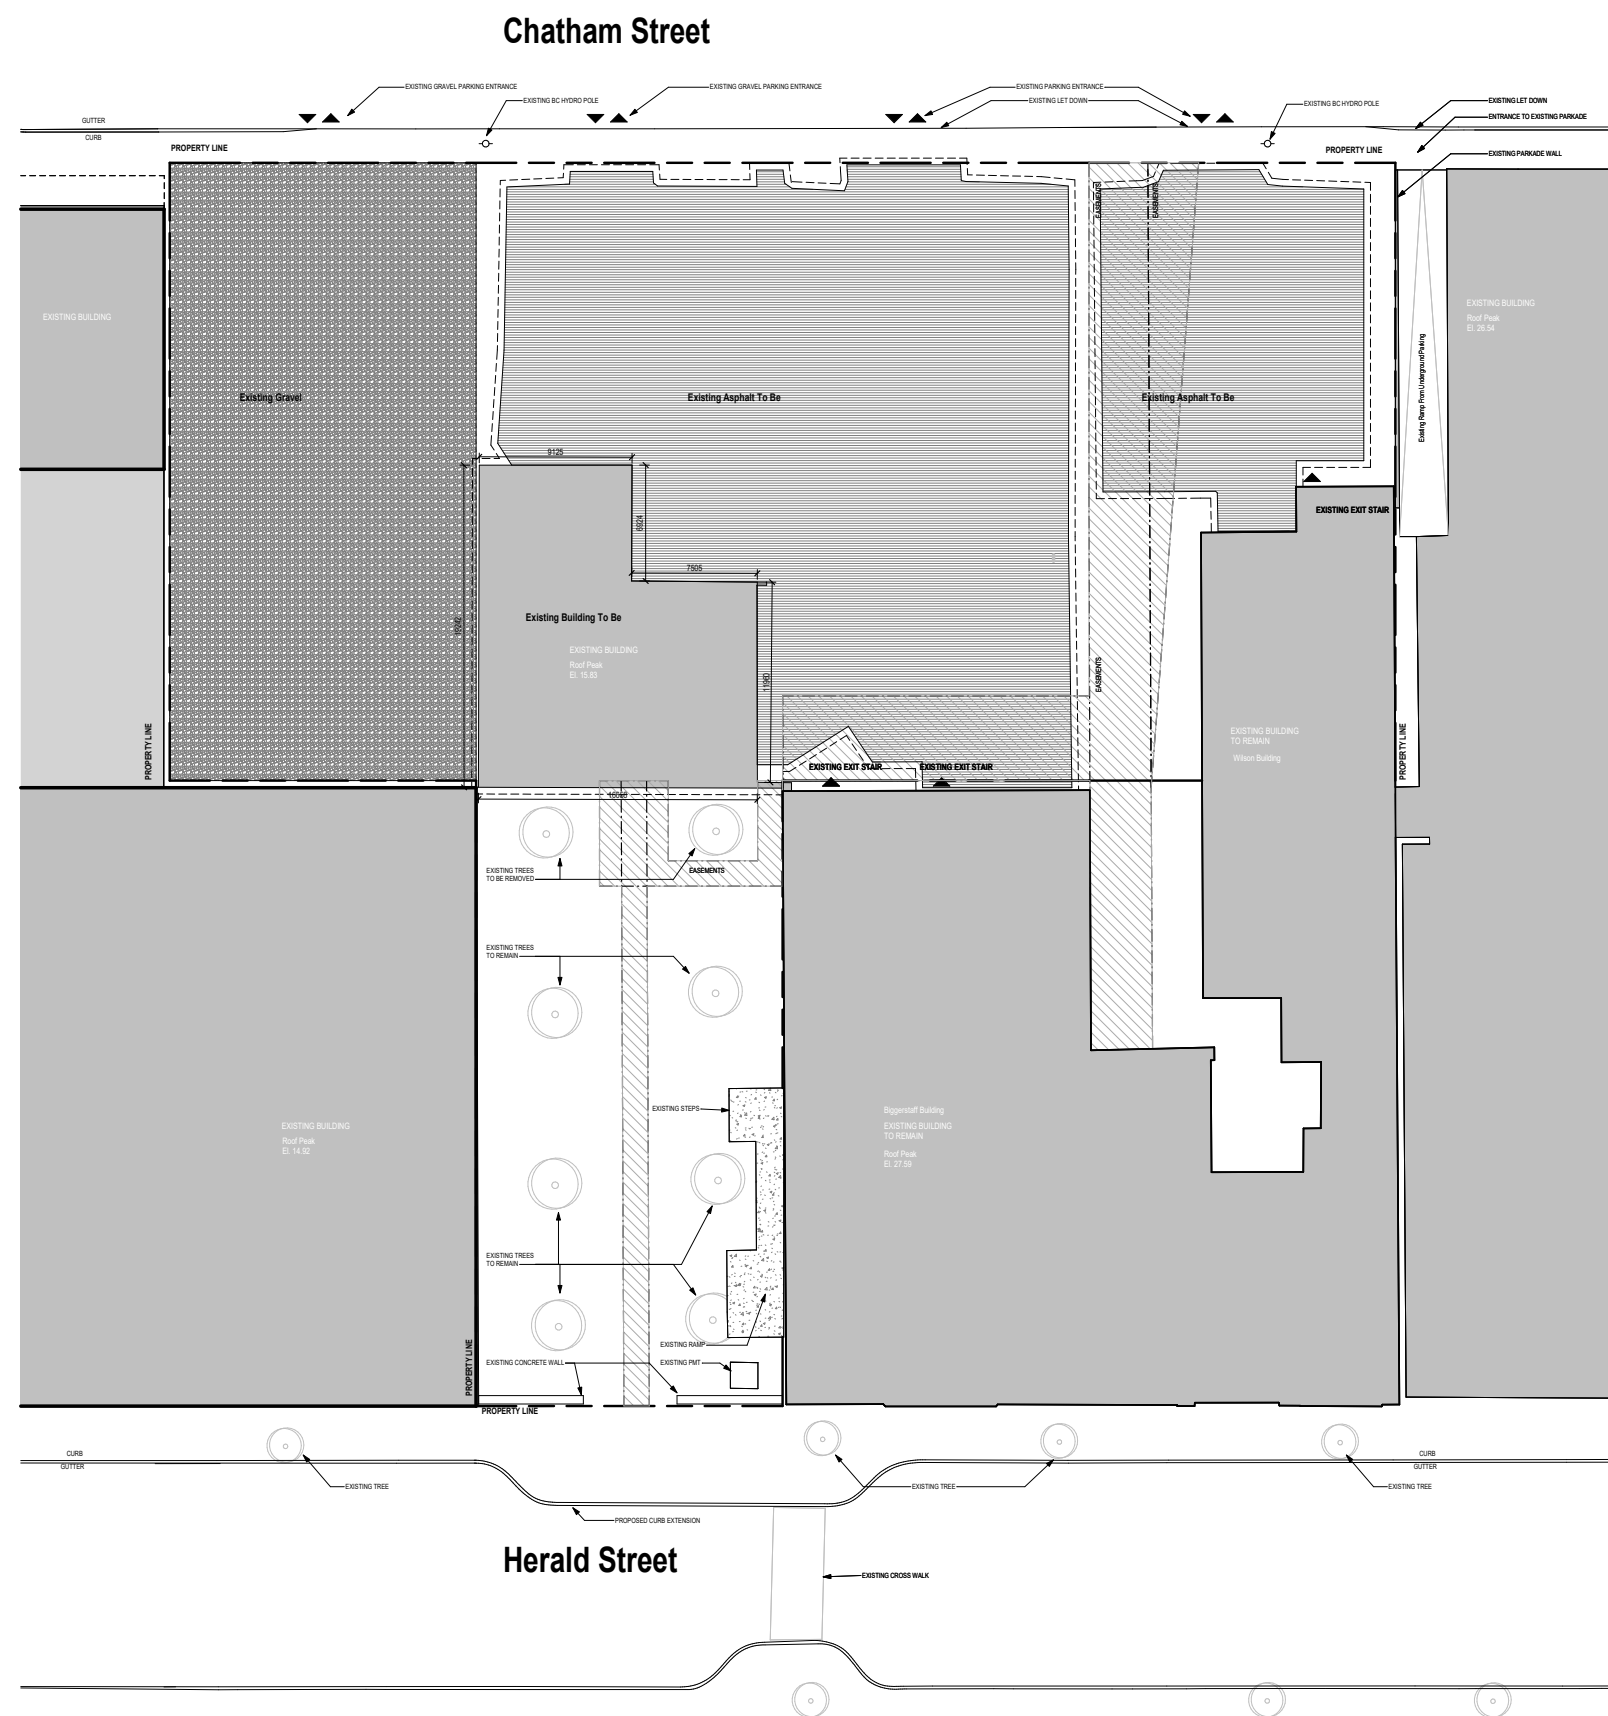 Chatham Street
EXISTING GRAVEL PARKING ENTRANCE
EXISTING GRAVEL PARKING ENTRANCE
EXISTING PARKING ENTRANCE
EXISTING BC HYDRO POLE
EXISTING LET DOWN
EXISTING BC HYDRO POLE
EXISTING LET DOWN
GUTTER
ENTRANCE TO EXISTING PARKADE
CURB
PROPERTY LINE
PROPERTY LINE
EXISTING PARKADE WALL
EASEMENTS
EASEMENTS
EXISTING BUILDING
Roof Peak
El. 26.54
EXISTING BUILDING
Existing Ramp From Underground Parking
Existing Gravel
Existing Asphalt To Be
Existing Asphalt To Be
9125
6924
EXISTING EXIT STAIR
7505
Existing Building To Be
19242
EXISTING BUILDING
Roof Peak
El. 15.83
11960
EASEMENTS
PROPERTY LINE
EXISTING BUILDING
TO REMAIN
Wilson Building
PROPERTY LINE
EXISTING EXIT STAIR
EXISTING EXIT STAIR
EXISTING TREES
TO BE REMOVED
EASEMENTS
EXISTING TREES
TO REMAIN
EXISTING STEPS
Biggerstaff Building
EXISTING BUILDING
TO REMAIN
Roof Peak
El. 27.59
EXISTING BUILDING
Roof Peak
El. 14.92
EXISTING TREES
TO REMAIN
EXISTING RAMP
PROPERTY LINE
EXISTING CONCRETE WALL
EXISTING PMT
PROPERTY LINE
CURB
GUTTER
CURB
GUTTER
EXISTING TREE
EXISTING TREE
EXISTING TREE
PROPOSED CURB EXTENSION
Herald Street
EXISTING CROSS WALK